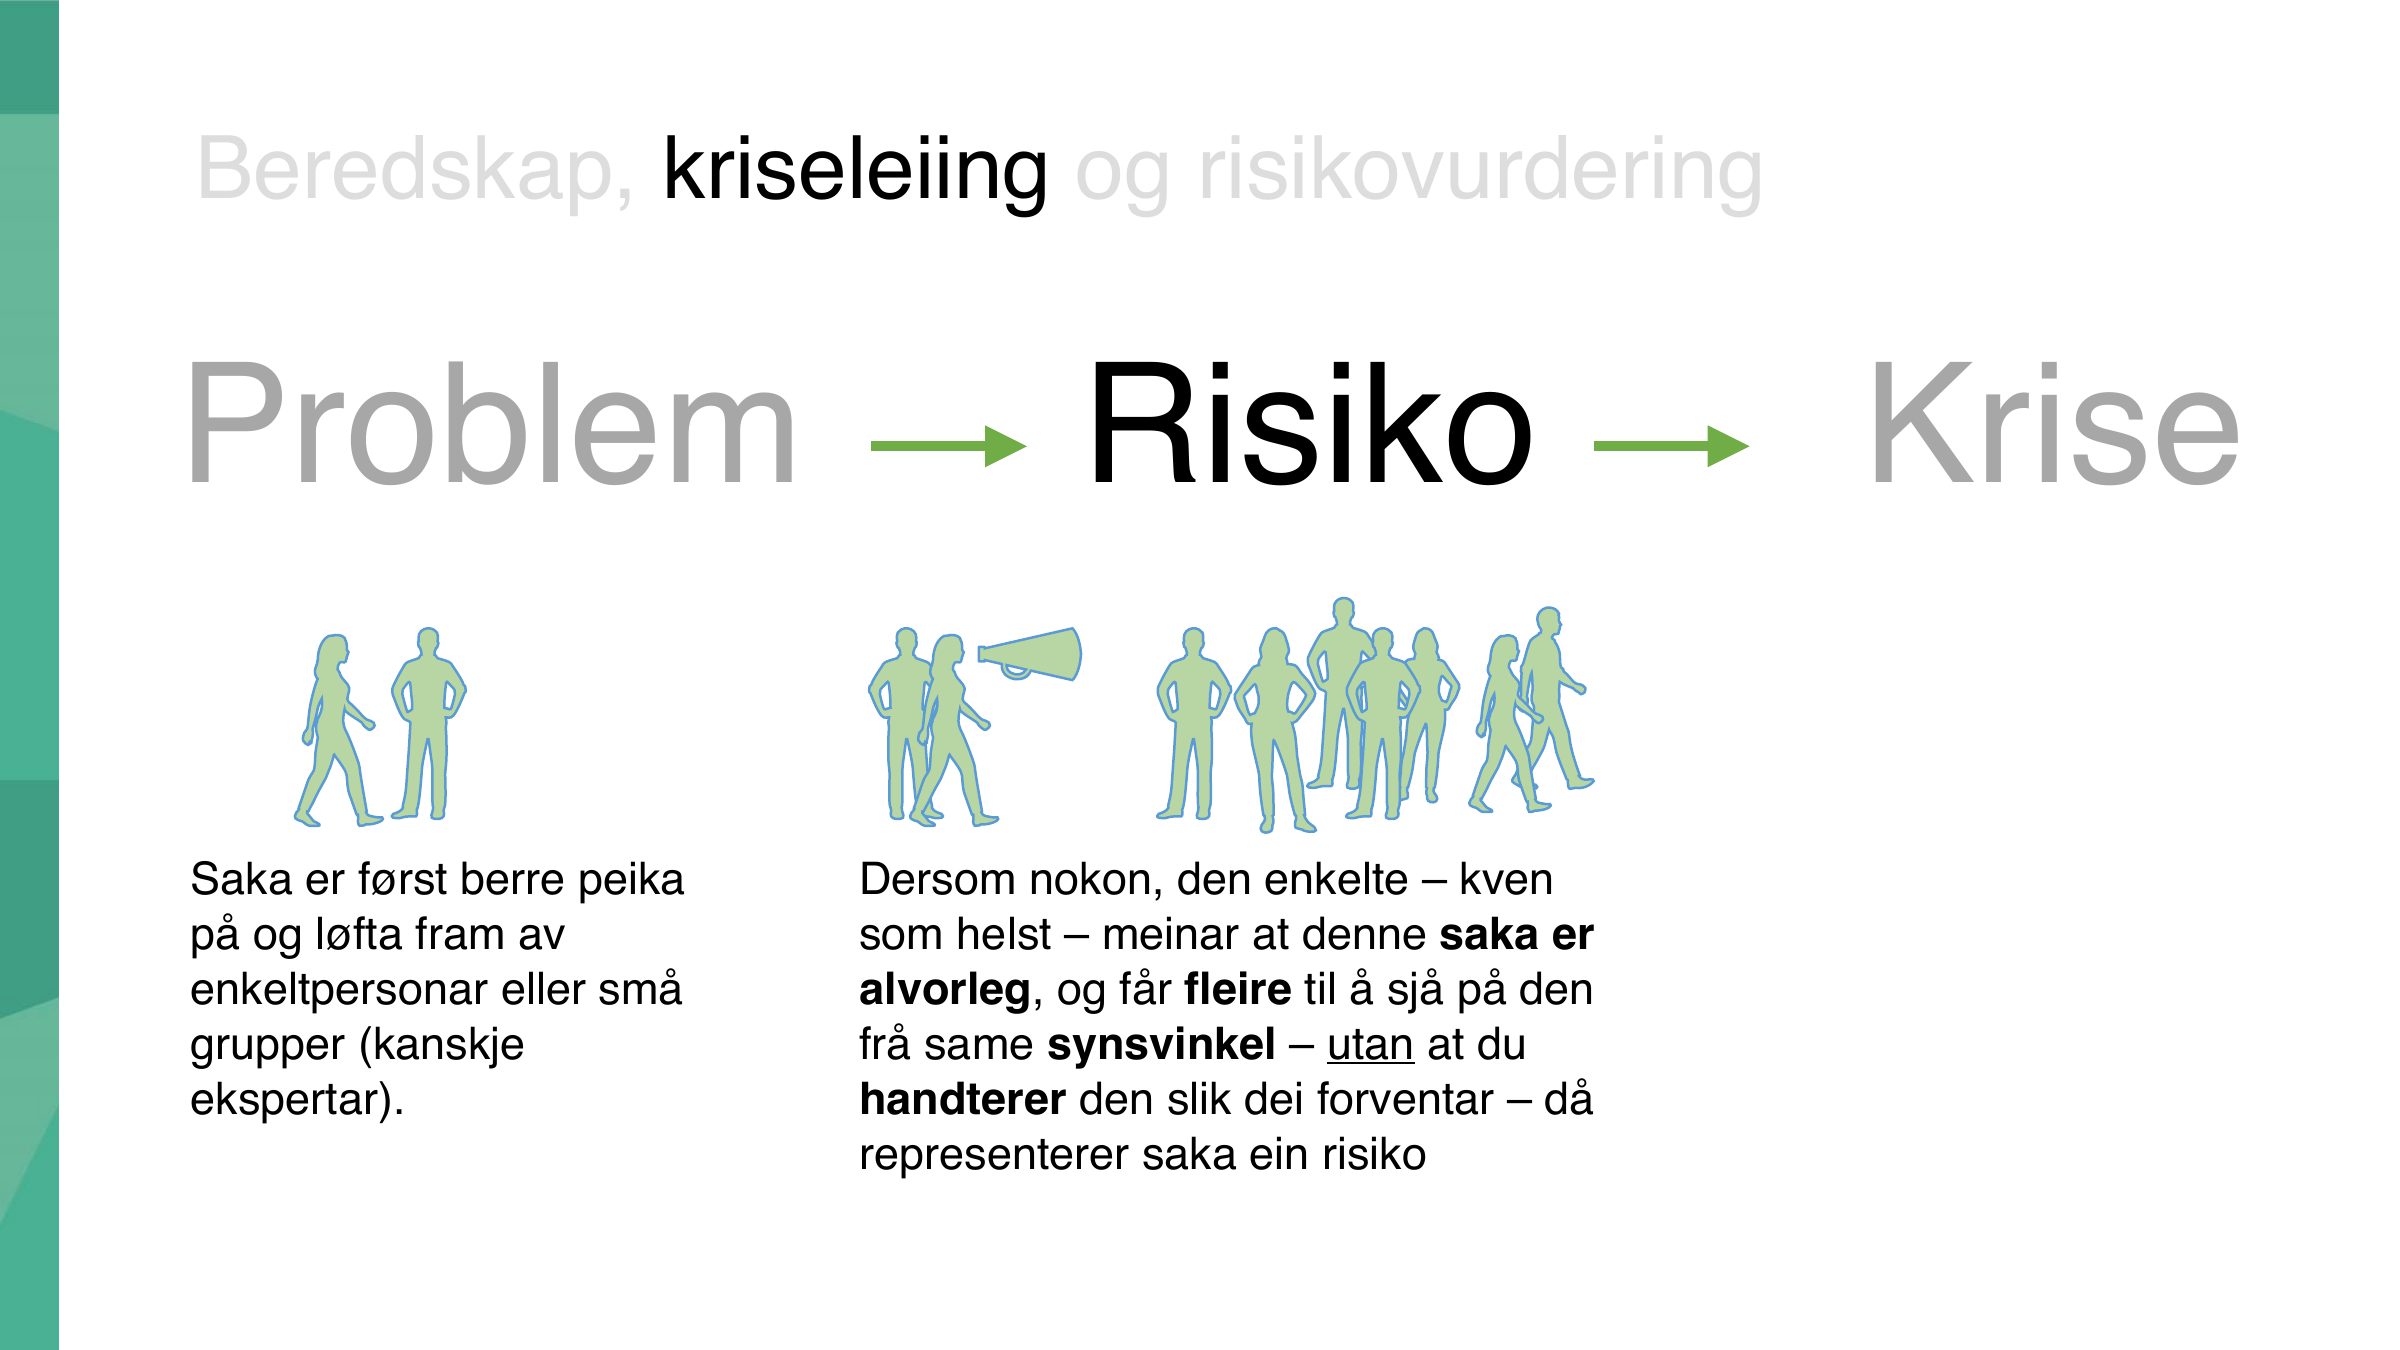 Beredskap, kriseleiing og risikovurdering
Problem
Risiko
Krise
Saka er først berre peika
på og løfta fram av
enkeltpersonar eller små
grupper (kanskje
ekspertar).
Dersom nokon, den enkelte – kven
som helst – meinar at denne saka er
alvorleg, og får fleire til å sjå på den
frå same synsvinkel – utan at du
handterer den slik dei forventar – då
representerer saka ein risiko